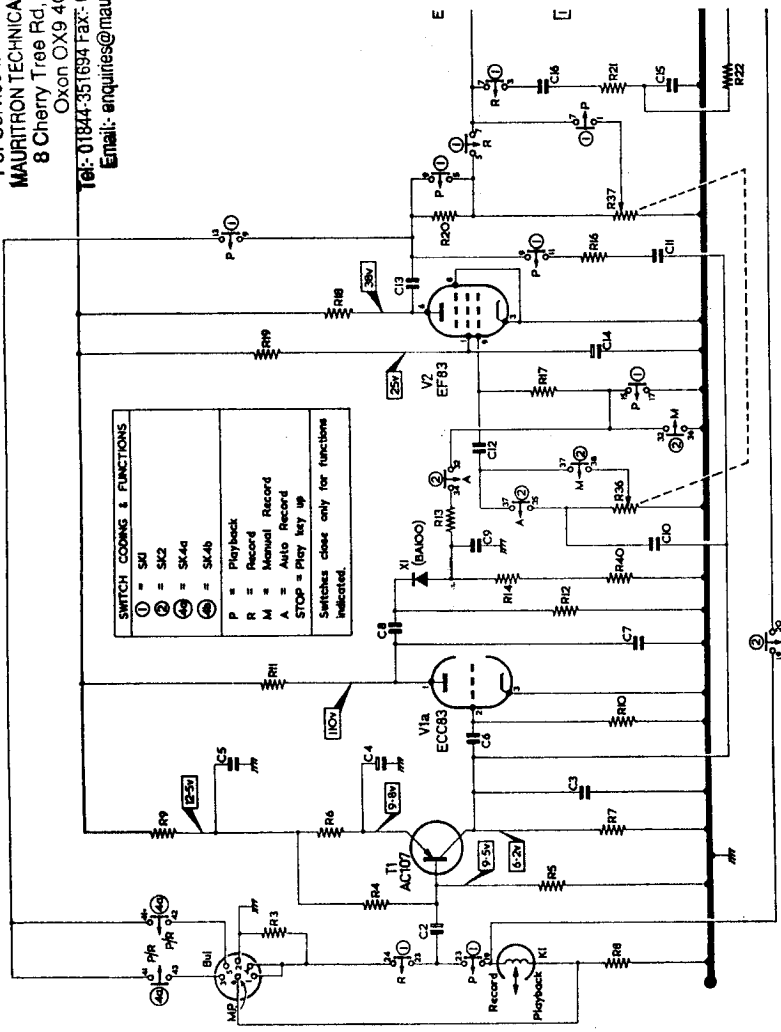 MAURITRON TECHNICA
8 Cherry Tree Rd,
Oxon OX9 4
Tel:- 01844-351694 Fax:-
Email:- enquiries@mau
SWITCH CODING & FUNCTIONS
1 = SK1
2 = SK2
4a = SK4a
4b = SK4b
P = Playback
R = Record
M = Manual Record
A = Auto Record
STOP = Play key up
Switches close only for functions indicated.
R9
12·5v
C5
R6
C4
9·8v
T1
AC107
R4
C2
9·5v
6·2v
R5
R7
C3
R3
Bu1
MP
P/R
P/R
Record
Playback
K1
R8
R11
110v
V1a
ECC83
C6
R10
C7
C8
R12
X1
(BA100)
R14
R40
C9
R13
C10
R36
C12
R17
R19
25v
V2
EF83
C14
R18
38v
C13
R16
C11
R20
R37
C16
R21
C15
R22